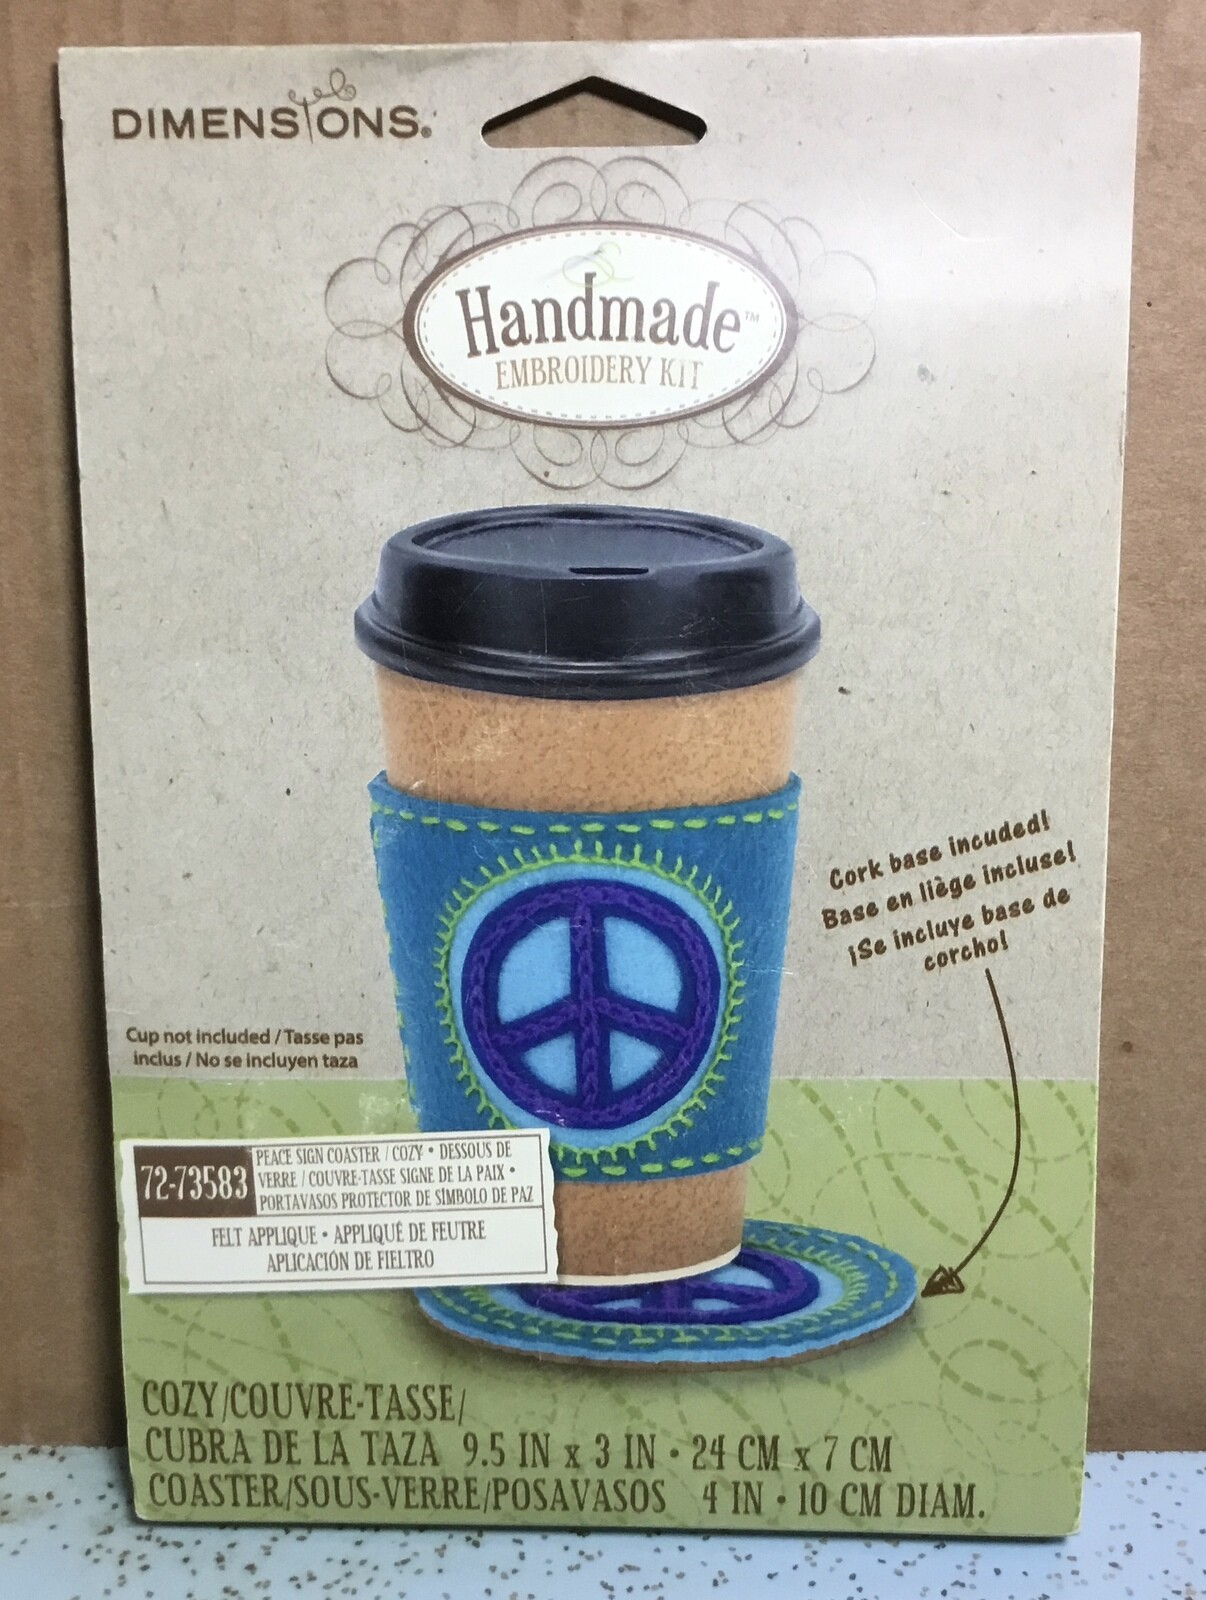 DIMENSIONS®
Handmade™
EMBROIDERY KIT
Cork base incuded!
Base en liège incluse!
¡Se incluye base de
corcho!
Cup not included / Tasse pas
inclus / No se incluyen taza
72-73583
PEACE SIGN COASTER / COZY • DESSOUS DE
VERRE / COUVRE-TASSE SIGNE DE LA PAIX •
PORTAVASOS PROTECTOR DE SÍMBOLO DE PAZ
FELT APPLIQUE • APPLIQUÉ DE FEUTRE
APLICACIÓN DE FIELTRO
COZY/COUVRE-TASSE/
CUBRA DE LA TAZA 9.5 IN x 3 IN • 24 CM x 7 CM
COASTER/SOUS-VERRE/POSAVASOS 4 IN • 10 CM DIAM.